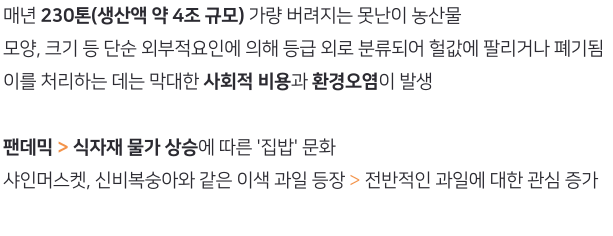 매년 230톤(생산액 약 4조 규모) 가량 버려지는 못난이 농산물
모양, 크기 등 단순 외부적요인에 의해 등급 외로 분류되어 헐값에 팔리거나 폐기됨
이를 처리하는 데는 막대한 사회적 비용과 환경오염이 발생
팬데믹 > 식자재 물가 상승에 따른 '집밥' 문화
샤인머스켓, 신비복숭아와 같은 이색 과일 등장 > 전반적인 과일에 대한 관심 증가